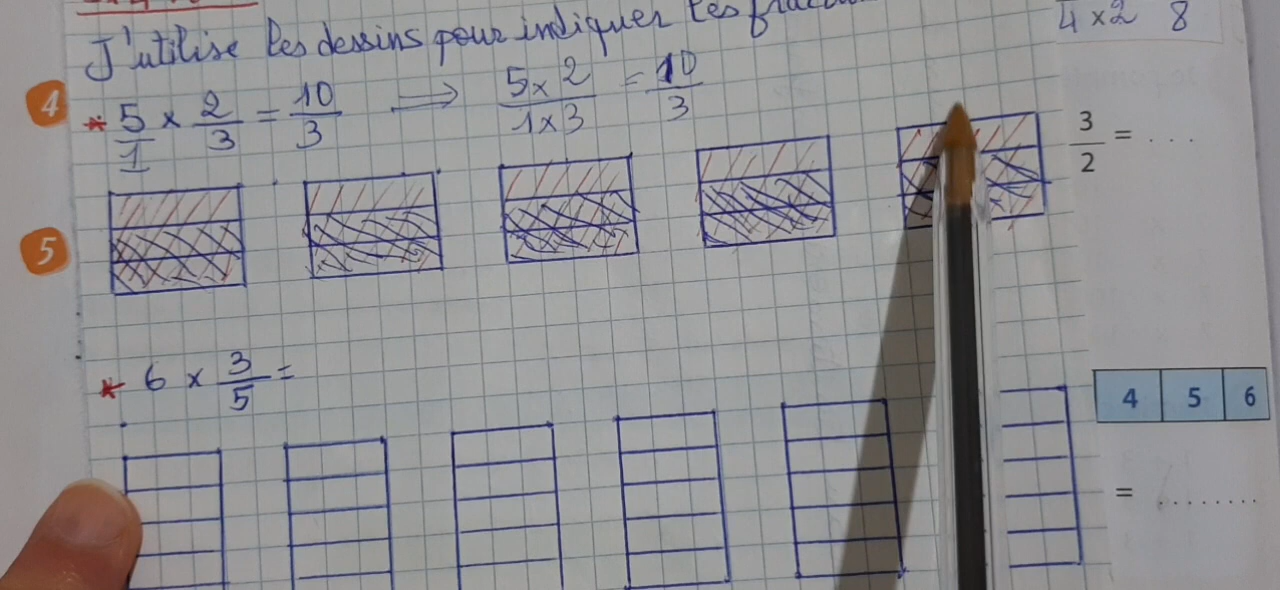 J'utilise les dessins pour indiquer les
4×2 8
4
* 5/1 × 2/3 = 10/3 ⟹ 5×2/1×3 = 10/3
3/2 = ...
5
* 6 × 3/5 =
4 5 6
= ........